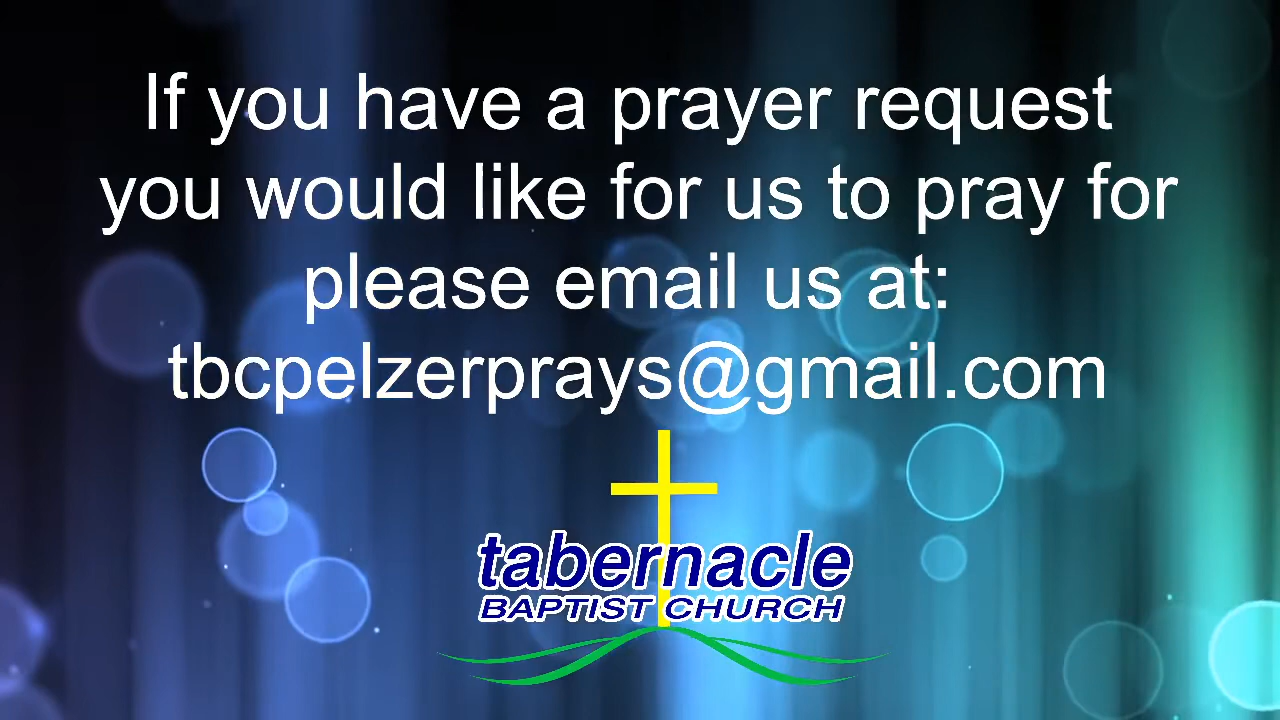 If you have a prayer request
you would like for us to pray for
please email us at:
tbcpelzerprays@gmail.com
tabernacle
BAPTIST CHURCH